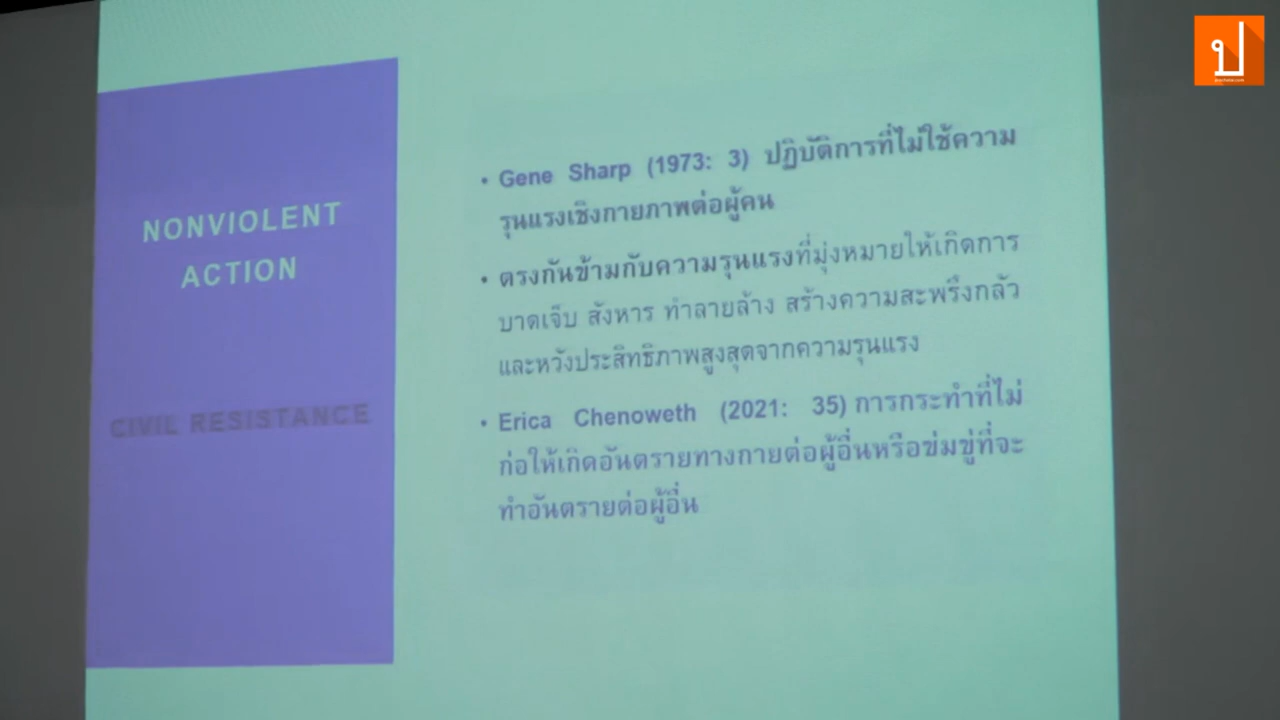 ป
NONVIOLENT
ACTION
CIVIL RESISTANCE
• Gene Sharp (1973: 3) ปฏิบัติการที่ไม่ใช้ความ
รุนแรงเชิงกายภาพต่อผู้คน
• ตรงกันข้ามกับความรุนแรงที่มุ่งหมายให้เกิดการ
บาดเจ็บ สังหาร ทำลายล้าง สร้างความสะพรึงกลัว
และหวังประสิทธิภาพสูงสุดจากความรุนแรง
• Erica Chenoweth (2021: 35) การกระทำที่ไม่
ก่อให้เกิดอันตรายทางกายต่อผู้อื่นหรือข่มขู่ที่จะ
ทำอันตรายต่อผู้อื่น